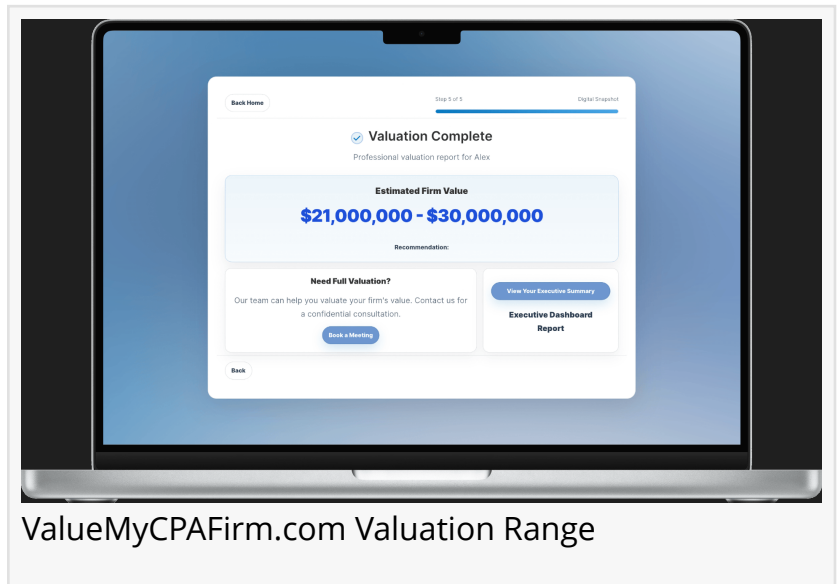 Back Home
Step 5 of 5
Digital Snapshot
Valuation Complete
Professional valuation report for Alex
Estimated Firm Value
$21,000,000 - $30,000,000
Recommendation:
Need Full Valuation?
Our team can help you valuate your firm's value. Contact us for
a confidential consultation.
Book a Meeting
View Your Executive Summary
Executive Dashboard
Report
Back
ValueMyCPAFirm.com Valuation Range